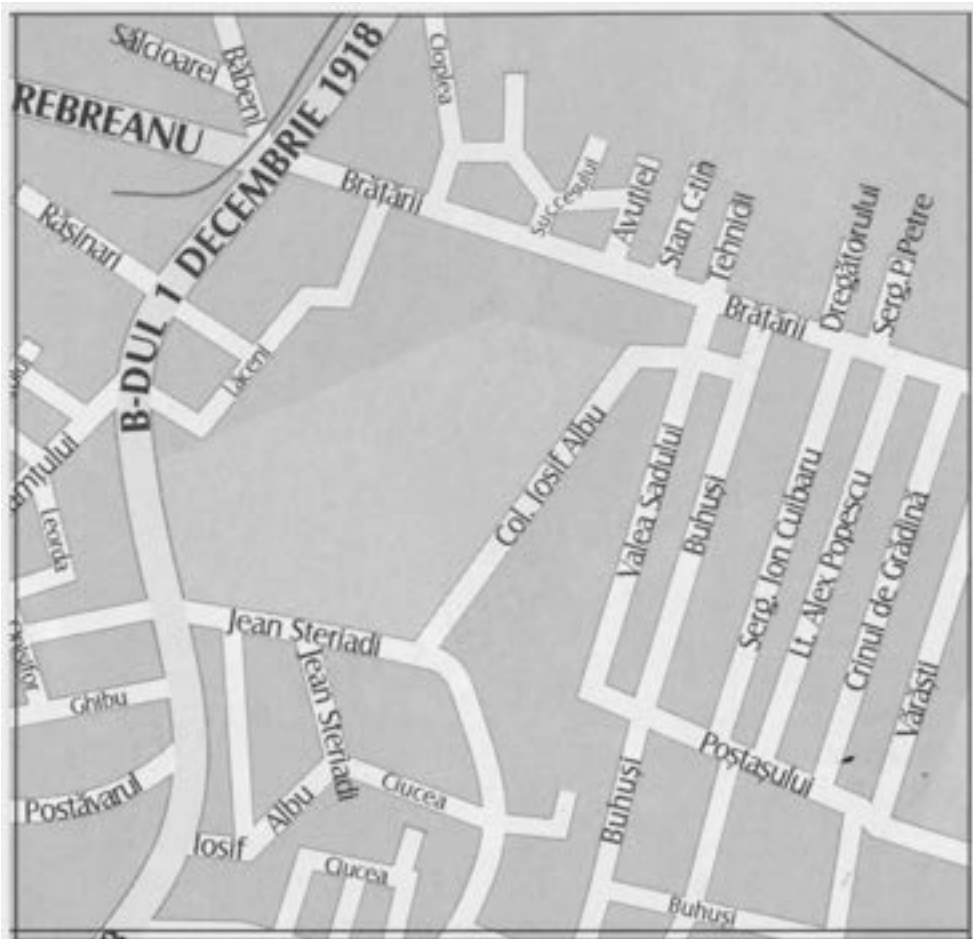 Sălcioarei
Băbeni
REBREANU
B-DUL 1 DECEMBRIE 1918
Cioplea
Brățării
Succesului
Avuției
Stan Ctin
Tehnicii
Dregătorului
Serg.P.Petre
Brățării
Rășinari
Laceni
Col. Iosif Albu
Valea Sadului
Buhuși
Serg. Ion Culbaru
Lt. Alex Popescu
Crinul de Grădină
Vărăști
Leorda
Jean Steriadi
Jean Steriadi
Ghibu
Postăvarul
Iosif Albu
Ciucea
Ciucea
Poștașului
Buhuși
Buhuși